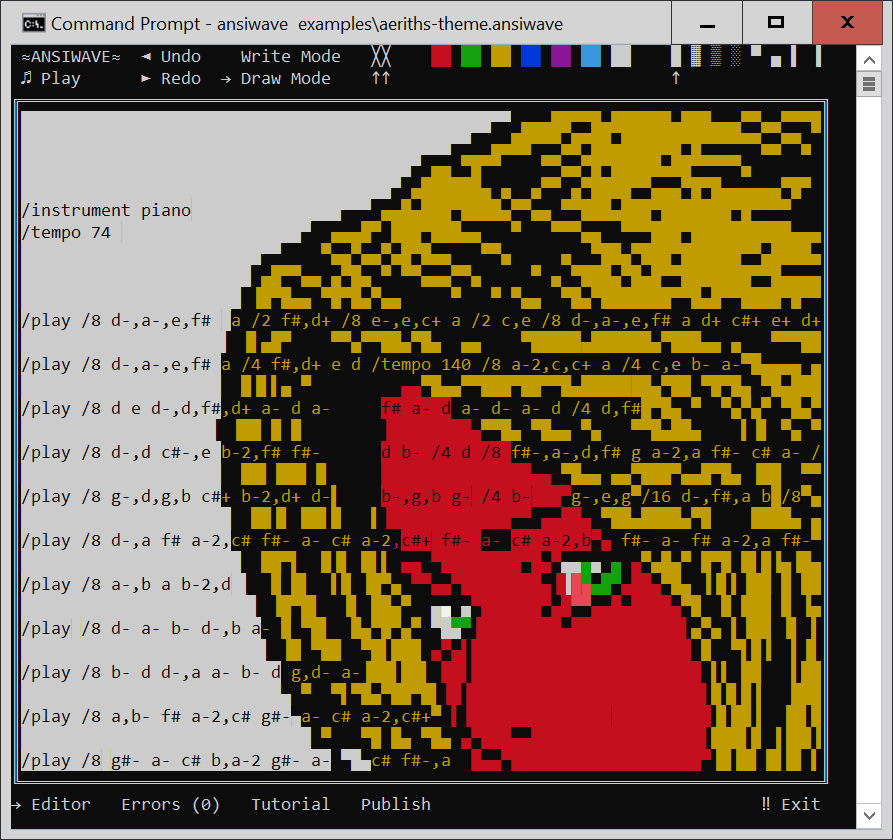 Command Prompt - ansiwave examples\aeriths-theme.ansiwave
≈ANSIWAVE≈ ◄ Undo Write Mode
♫ Play ► Redo → Draw Mode
/instrument piano
/tempo 74
/play /8 d-,a-,e,f# a /2 f#,d+ /8 e-,e,c+ a /2 c,e /8 d-,a-,e,f# a d+ c#+ e+ d+
/play /8 d-,a-,e,f# a /4 f#,d+ e d /tempo 140 /8 a-2,c,c+ a /4 c,e b- a-
/play /8 d e d-,d,f#,d+ a- d a- f# a- d a- d- a- d /4 d,f#
/play /8 d-,d c#-,e b-2,f# f#- d b- /4 d /8 f#-,a-,d,f# g a-2,a f#- c# a- /
/play /8 g-,d,g,b c#+ b-2,d+ d- b-,g,b g- /4 b- g-,e,g /16 d-,f#,a b /8
/play /8 d-,a f# a-2,c# f#- a- c# a-2,c#+ f#- a- c# a-2,b f#- a- f# a-2,a f#-
/play /8 a-,b a b-2,d
/play /8 d- a- b- d-,b a-
/play /8 b- d d-,a a- b- d g,d- a-
/play /8 a,b- f# a-2,c# g#- a- c# a-2,c#+
/play /8 g#- a- c# b,a-2 g#- a- c# f#-,a
→ Editor Errors (0) Tutorial Publish ‼ Exit